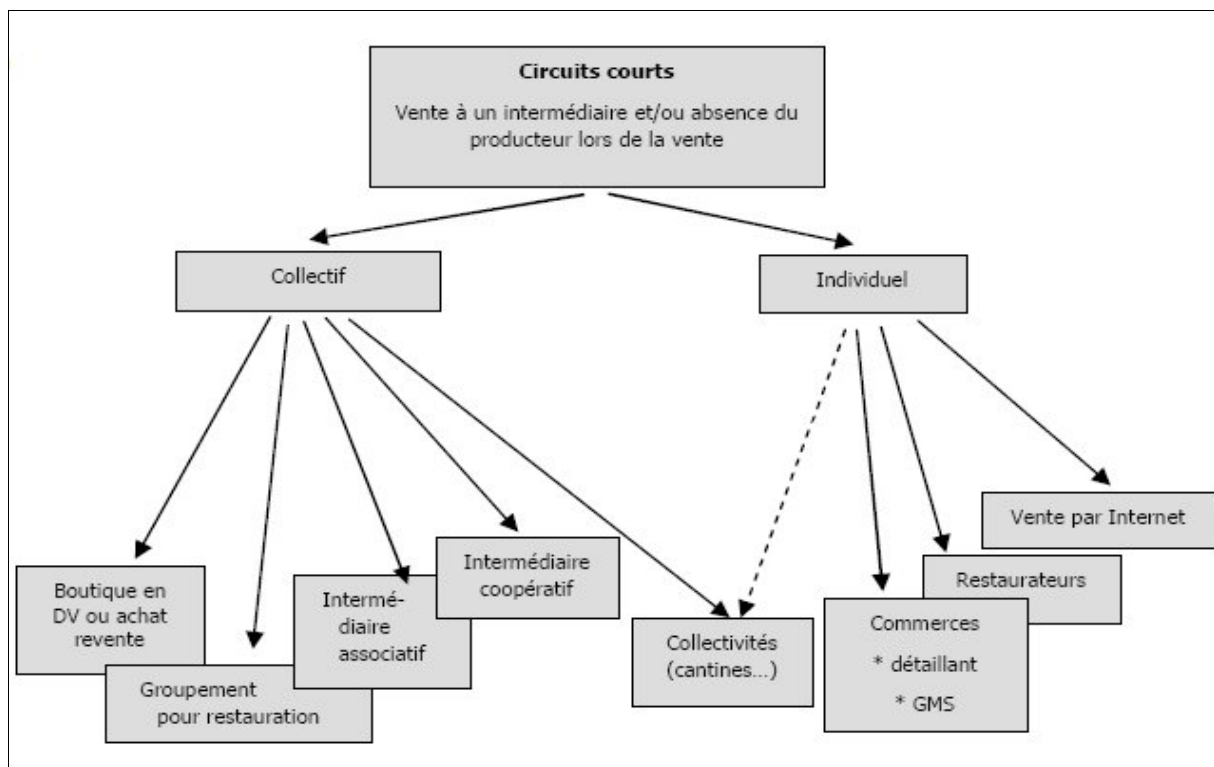 Circuits courts
Vente à un intermédiaire et/ou absence du
producteur lors de la vente
Collectif
Individuel
Boutique en
DV ou achat
revente
Groupement
pour restauration
Intermé-
diaire
associatif
Intermédiaire
coopératif
Collectivités
(cantines...)
Commerces
* détaillant
* GMS
Restaurateurs
Vente par Internet